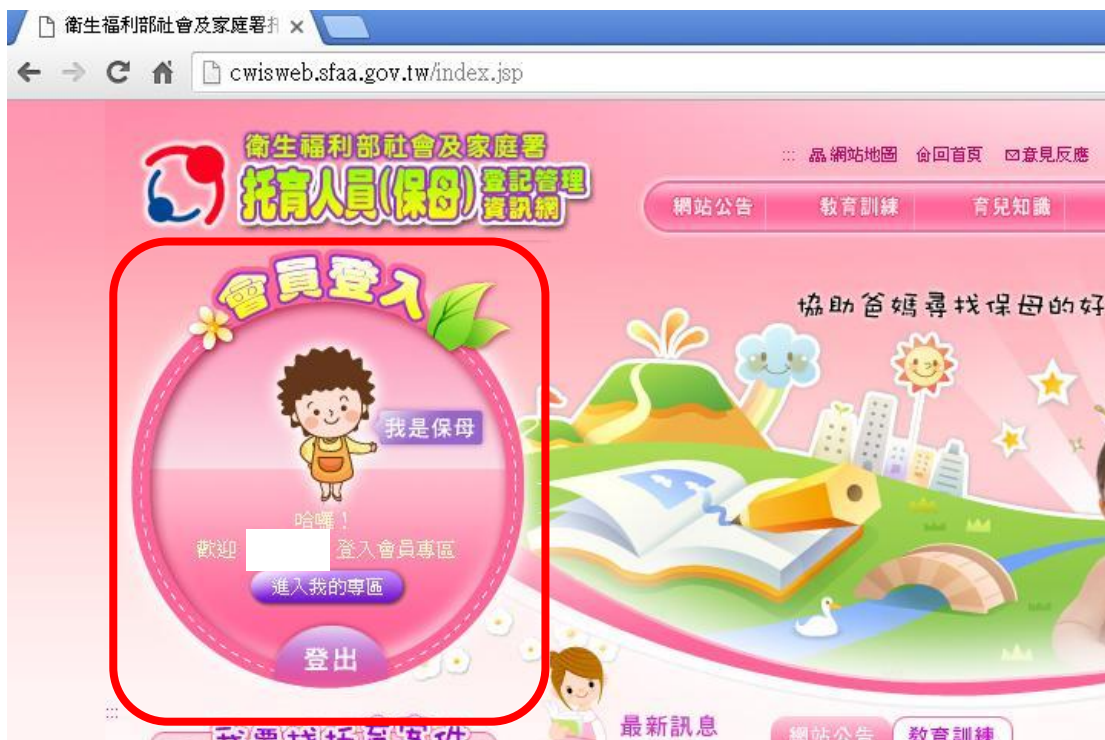 衛生福利部社會及家庭署
cwisweb.sfaa.gov.tw/index.jsp
衛生福利部社會及家庭署
托育人員(保母)登記管理資訊網
網站地圖 回首頁 意見反應
網站公告 教育訓練 育兒知識
會員登入
協助爸媽尋找保母的好
我是保母
哈囉！
歡迎 登入會員專區
進入我的專區
登出
我要找托育
最新訊息
網站公告 教育訓練